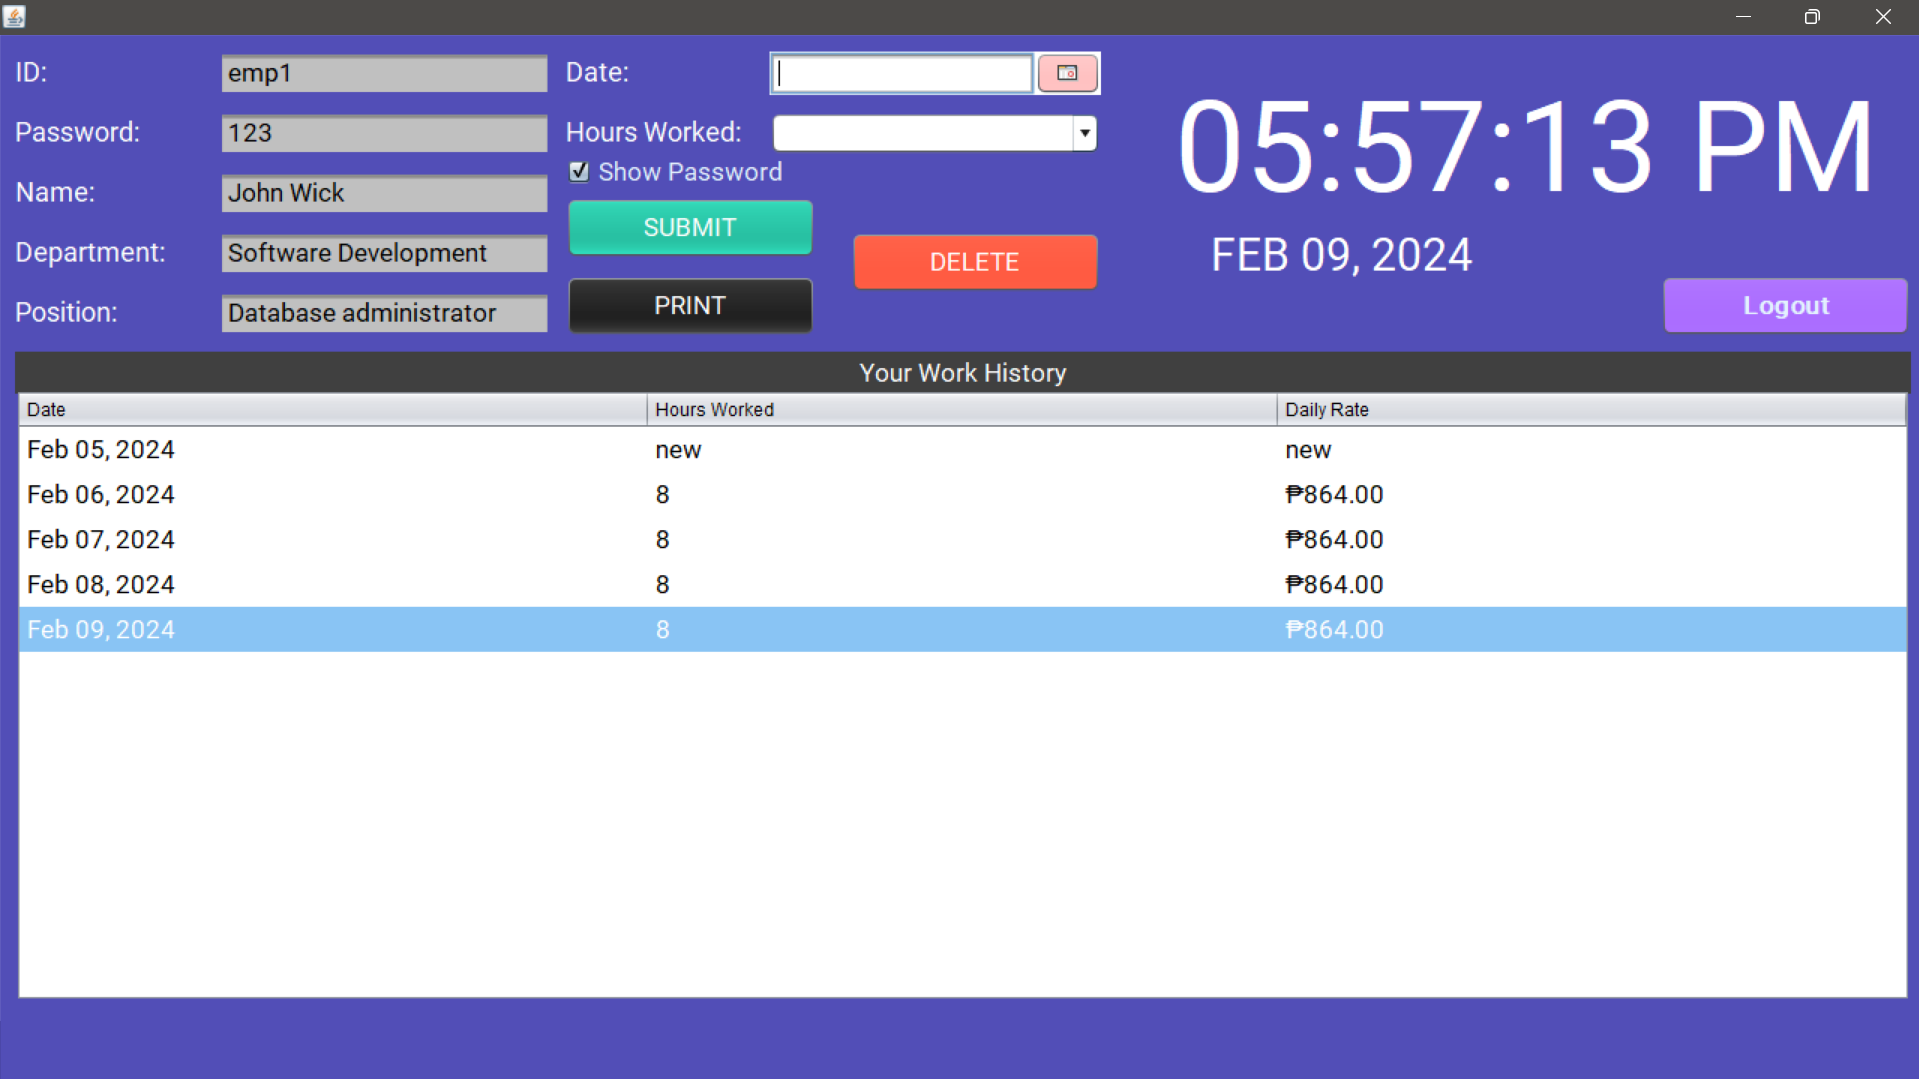 ID: emp1 Date:
Password: 123 Hours Worked:
Show Password
Name: John Wick
SUBMIT
Department: Software Development
DELETE
Position: Database administrator
PRINT
05:57:13 PM
FEB 09, 2024
Logout
Your Work History
Date Hours Worked Daily Rate
Feb 05, 2024 new new
Feb 06, 2024 8 ₱864.00
Feb 07, 2024 8 ₱864.00
Feb 08, 2024 8 ₱864.00
Feb 09, 2024 8 ₱864.00